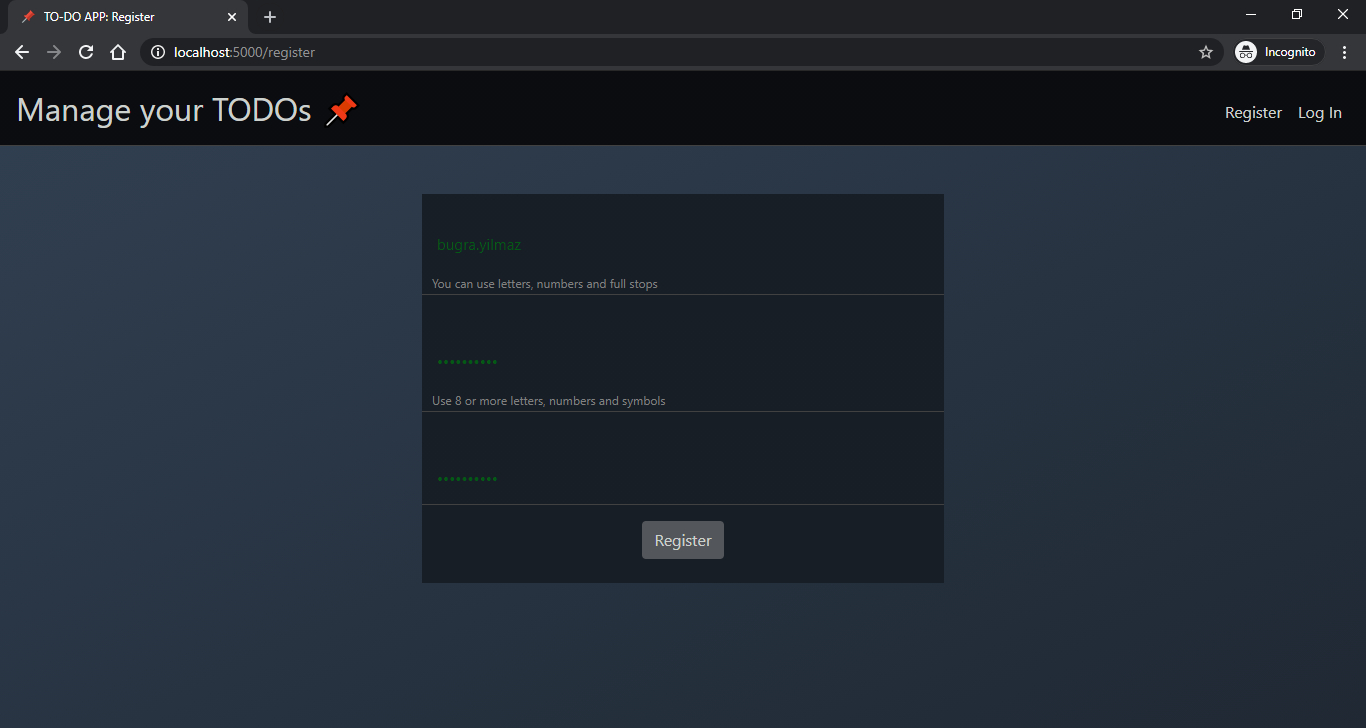 TO-DO APP: Register
localhost:5000/register
Incognito
Manage your TODOs
Register
Log In
bugra.yilmaz
You can use letters, numbers and full stops
••••••••••
Use 8 or more letters, numbers and symbols
••••••••••
Register